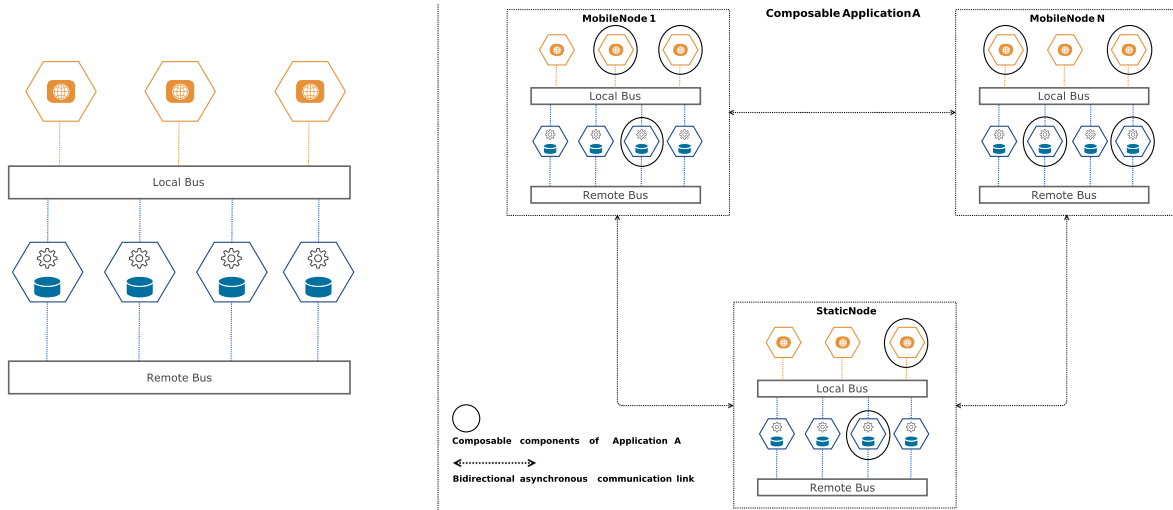 Local Bus
Remote Bus
Composable Application A
MobileNode 1
Local Bus
Remote Bus
MobileNode N
Local Bus
Remote Bus
StaticNode
Local Bus
Remote Bus
Composable components of Application A
Bidirectional asynchronous communication link